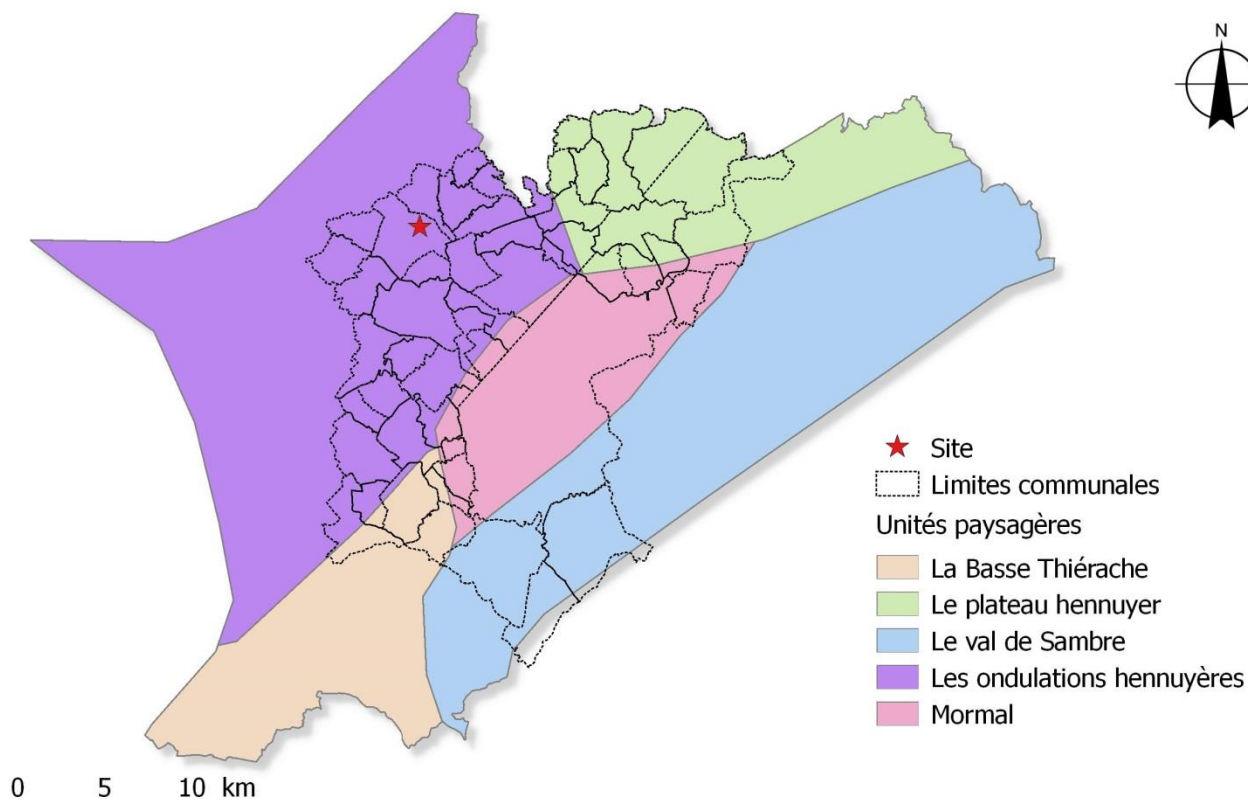 N
Site
Limites communales
Unités paysagères
La Basse Thiérache
Le plateau hennuyer
Le val de Sambre
Les ondulations hennuyères
Mormal
0 5 10 km